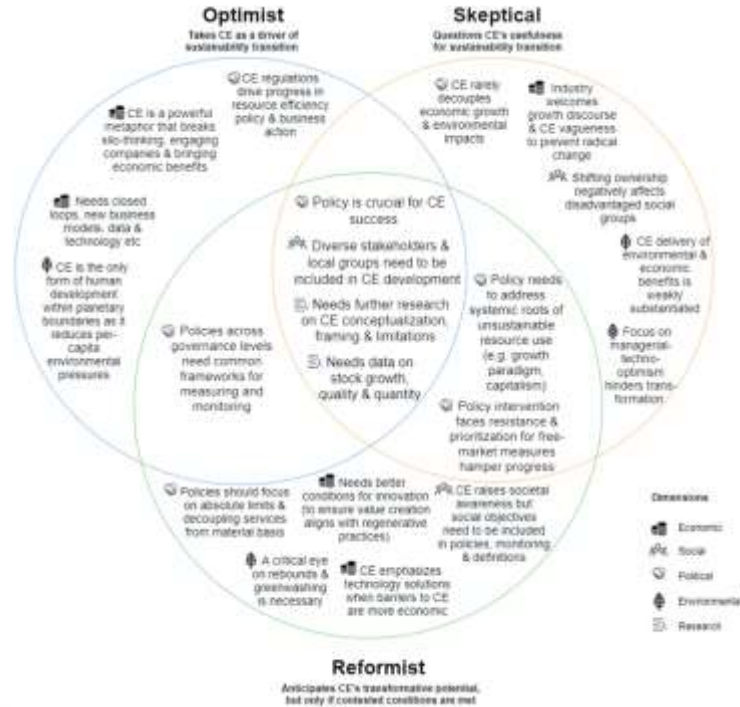 Optimist
Takes CE as a driver of
sustainability transition
Skeptical
Questions CE's usefulness
for sustainability transition
CE regulations
drive progress in
resource efficiency
policy & business
action
CE is a powerful
metaphor that breaks
silo-thinking, engaging
companies & bringing
economic benefits
Needs closed
loops, new business
models, data &
technology etc
CE is the only
form of human
development
within planetary
boundaries as it
reduces per-
capita
environmental
pressures
CE rarely
decouples
economic growth
& environmental
impacts
Industry
welcomes
growth discourse
& CE vagueness
to prevent radical
change
Shifting ownership
negatively affects
disadvantaged social
groups
CE delivery of
environmental &
economic
benefits is
weakly
substantiated
Focus on
managerial-
techno-
optimism
hinders trans-
formation
Policy is crucial for CE
success
Diverse stakeholders &
local groups need to be
included in CE development
Needs further research
on CE conceptualization,
framing & limitations
Needs data on
stock growth,
quality & quantity
Policies across
governance levels
need common
frameworks for
measuring and
monitoring
Policy needs
to address
systemic roots of
unsustainable
resource use
(e.g. growth
paradigm,
capitalism)
Policy intervention
faces resistance &
prioritization for free-
market measures
hamper progress
Policies should focus
on absolute limits &
decoupling services
from material basis
Needs better
conditions for innovation
(to ensure value creation
aligns with regenerative
practices)
CE raises societal
awareness but
social objectives
need to be included
in policies, monitoring
& definitions
A critical eye
on rebounds &
greenwashing
is necessary
CE emphasizes
technology solutions
when barriers to CE
are more economic
Dimensions
Economic
Social
Political
Environmental
Research
Reformist
Anticipates CE's transformative potential,
but only if contested conditions are met